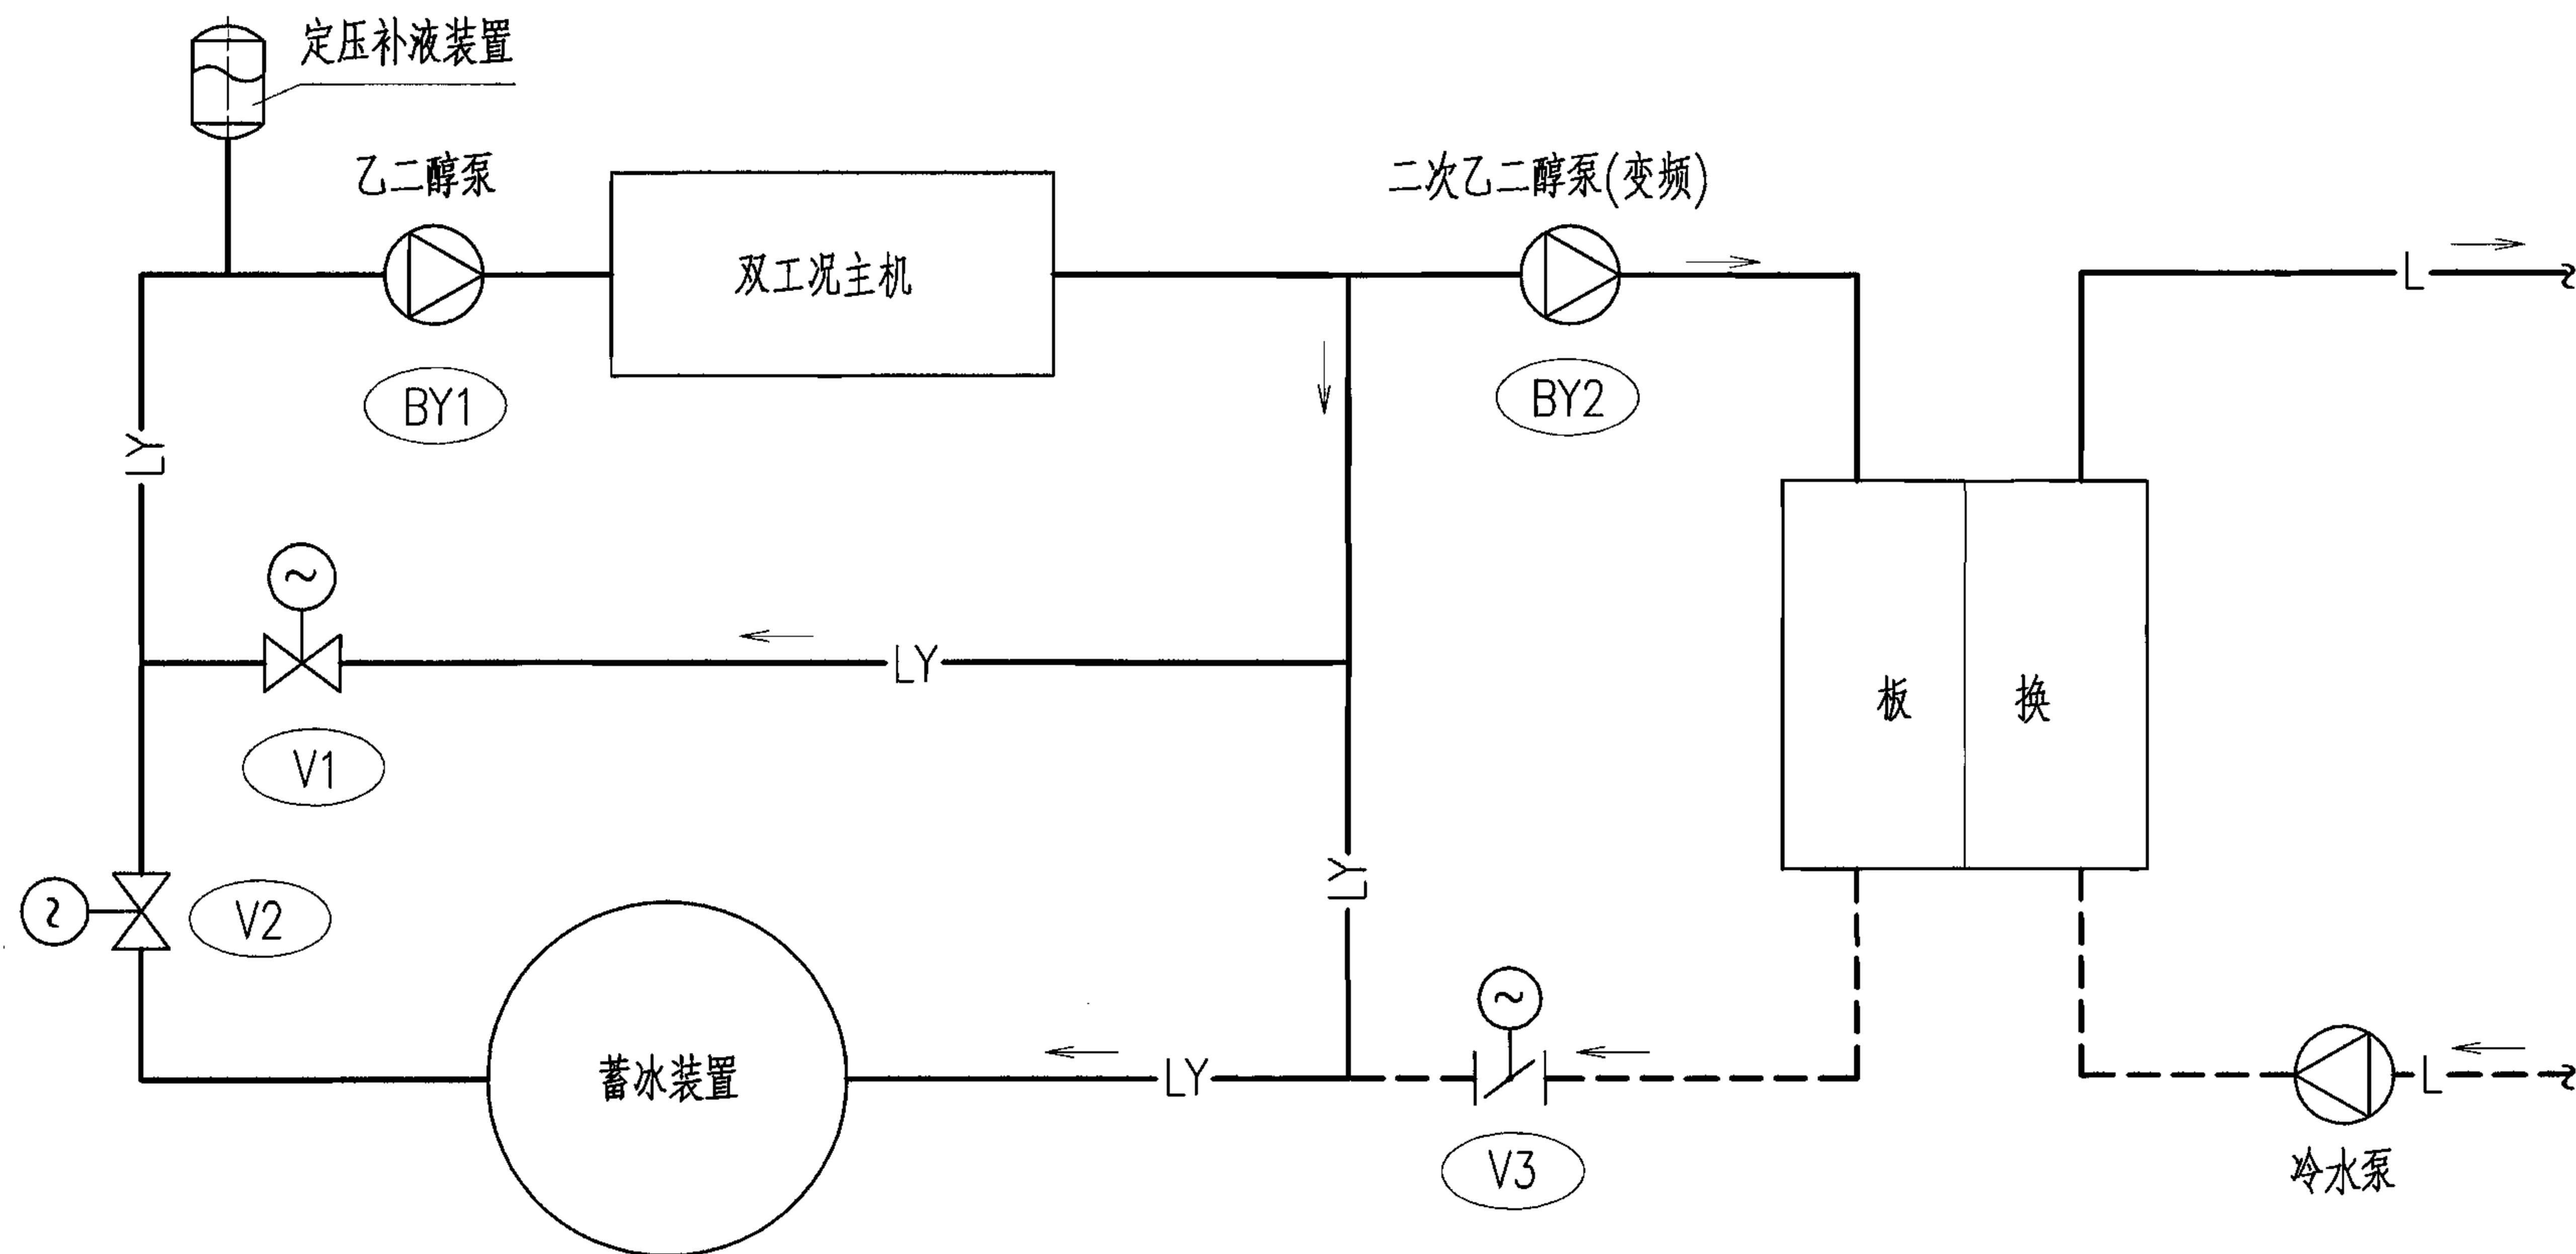 定压补液装置
乙二醇泵
二次乙二醇泵(变频)
双工况主机
L
BY1
BY2
LY
LY
板 换
V1
LY
V2
蓄冰装置
LY
L
V3
冷水泵